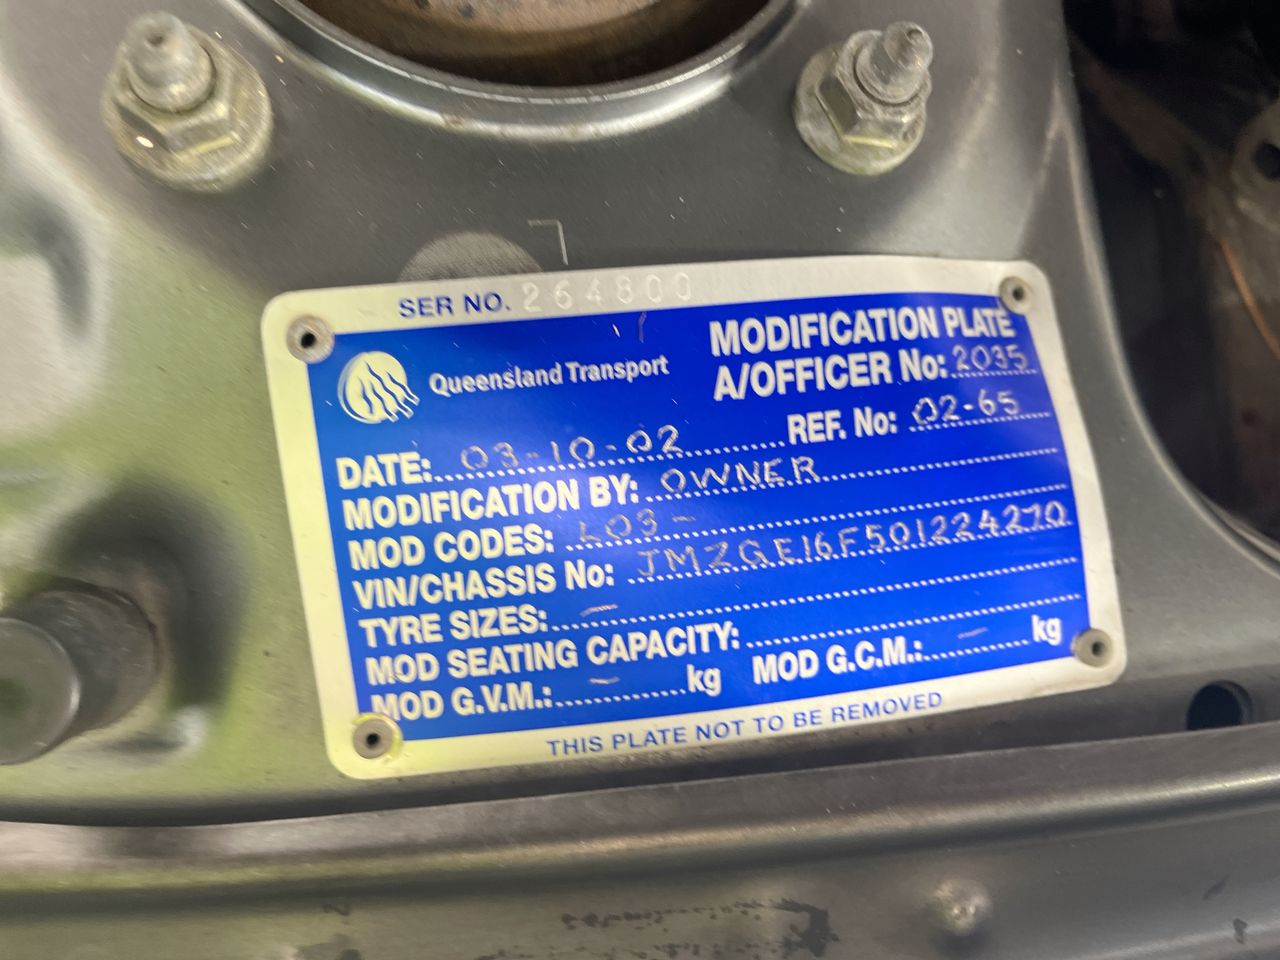 SER NO. 264800
Queensland Transport
MODIFICATION PLATE
A/OFFICER No: 2035
DATE: 03-10-02 REF. No: 02-65
MODIFICATION BY: OWNER
MOD CODES: LO3-
VIN/CHASSIS No: JMZGE16F501224270
TYRE SIZES: -
MOD SEATING CAPACITY:
MOD G.V.M.: - kg MOD G.C.M.: - kg
THIS PLATE NOT TO BE REMOVED